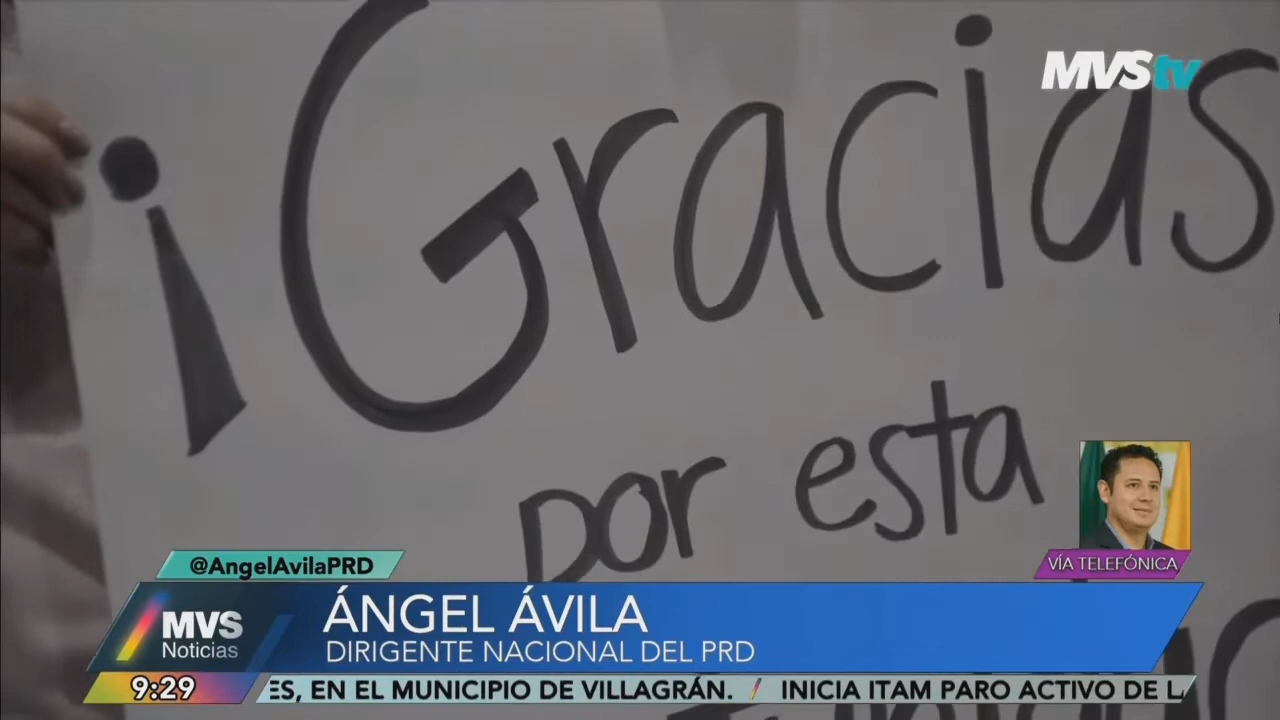 MVStv
¡Gracias
por esta
@AngelAvilaPRD
VÍA TELEFÓNICA
MVS
Noticias
ÁNGEL ÁVILA
DIRIGENTE NACIONAL DEL PRD
9:29
ES, EN EL MUNICIPIO DE VILLAGRÁN. / INICIA ITAM PARO ACTIVO DE